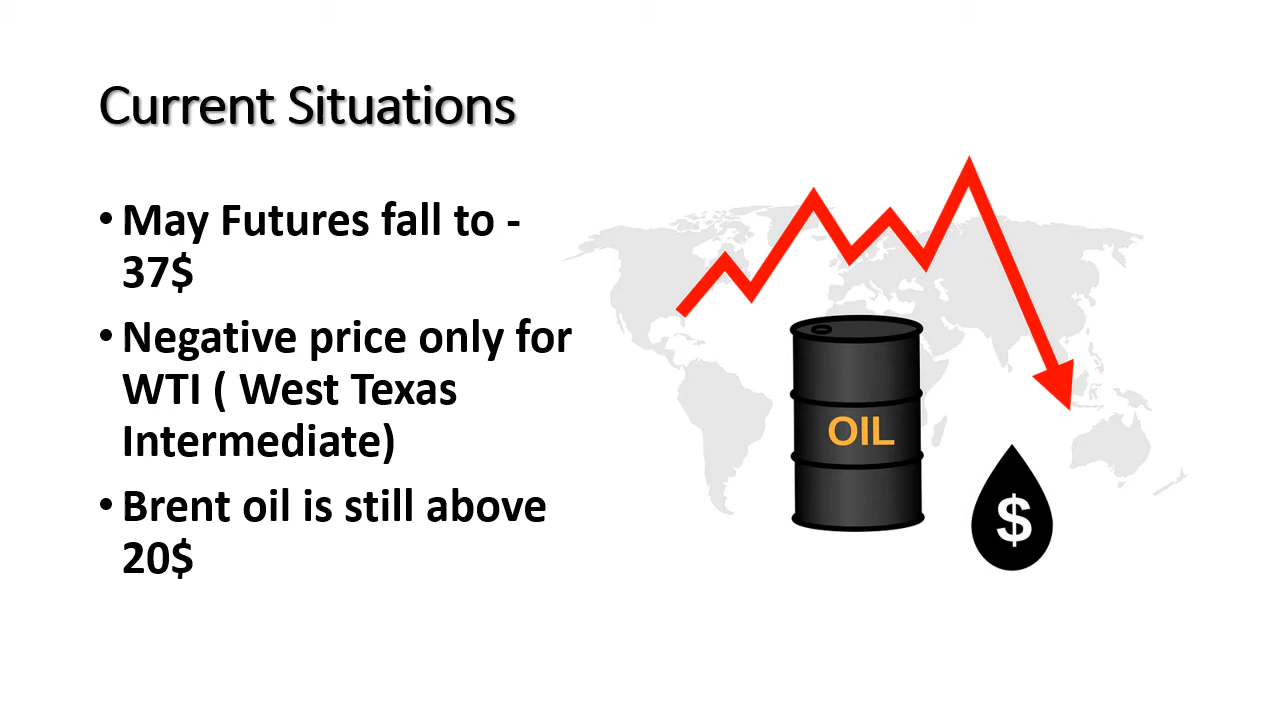 Current Situations
• May Futures fall to -
37$
• Negative price only for
WTI ( West Texas
Intermediate)
• Brent oil is still above
20$
OIL
$